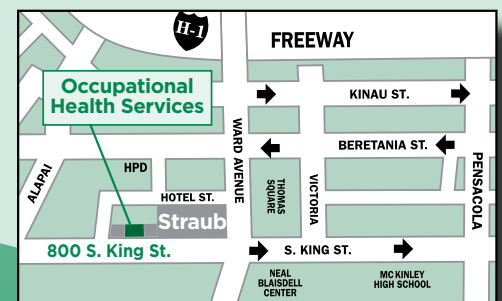 H-1
FREEWAY
Occupational
Health Services
KINAU ST.
BERETANIA ST.
ALAPAI
HPD
WARD AVENUE
THOMAS
SQUARE
VICTORIA
PENSACOLA
HOTEL ST.
Straub
800 S. King St.
S. KING ST.
NEAL
BLAISDELL
CENTER
MC KINLEY
HIGH SCHOOL